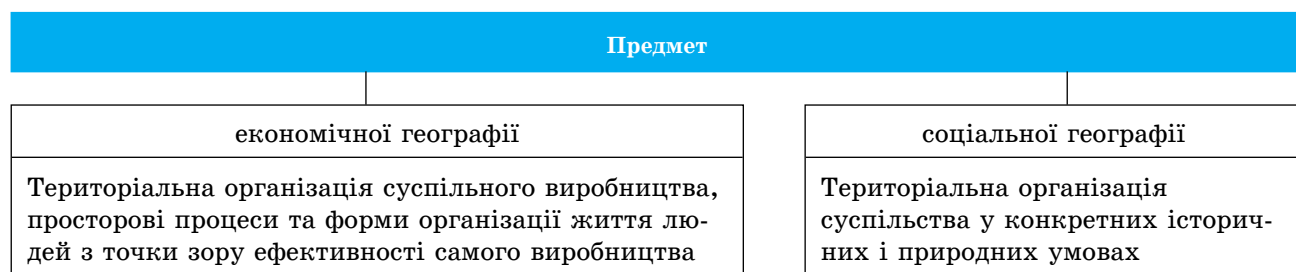 Предмет
економічної географії
Територіальна організація суспільного виробництва,
просторові процеси та форми організації життя лю-
дей з точки зору ефективності самого виробництва
соціальної географії
Територіальна організація
суспільства у конкретних історич-
них і природних умовах